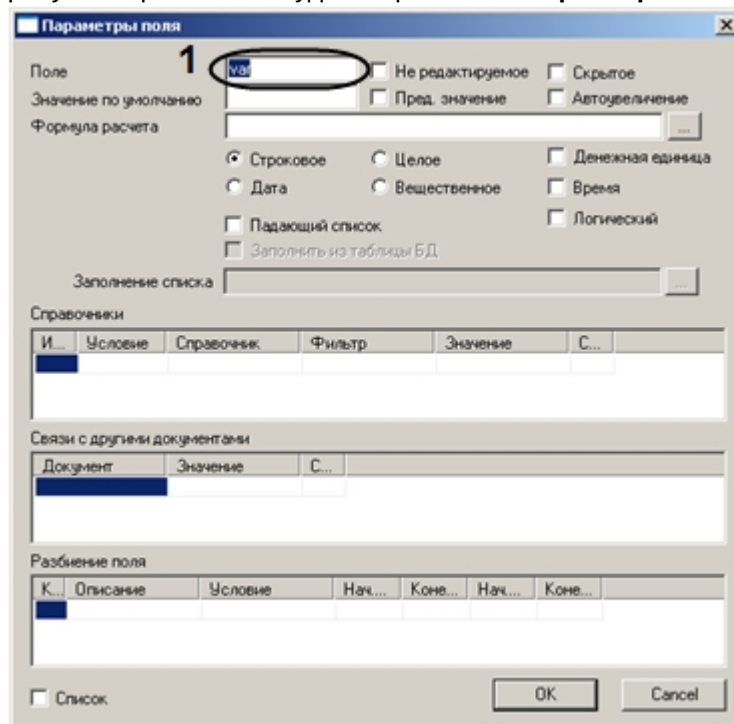 Параметры поля
1
Поле var Не редактируемое Скрытое
Значение по умолчанию Пред. значение Автоувеличение
Формула расчета ...
Строковое Целое Денежная единица
Дата Вещественное Время
Падающий список Логический
Заполнить из таблицы БД
Заполнение списка ...
Справочники
И... Условие Справочник Фильтр Значение С...
Связи с другими документами
Документ Значение С...
Разбиение поля
К... Описание Условие Нач.... Коне... Нач.... Коне...
Список OK Cancel